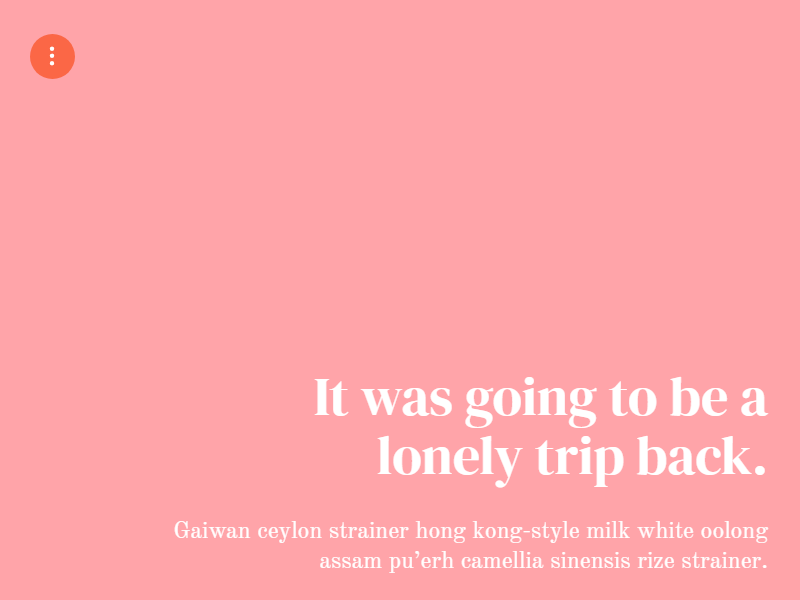 It was going to be a
lonely trip back.
Gaiwan ceylon strainer hong kong-style milk white oolong
assam pu’erh camellia sinensis rize strainer.